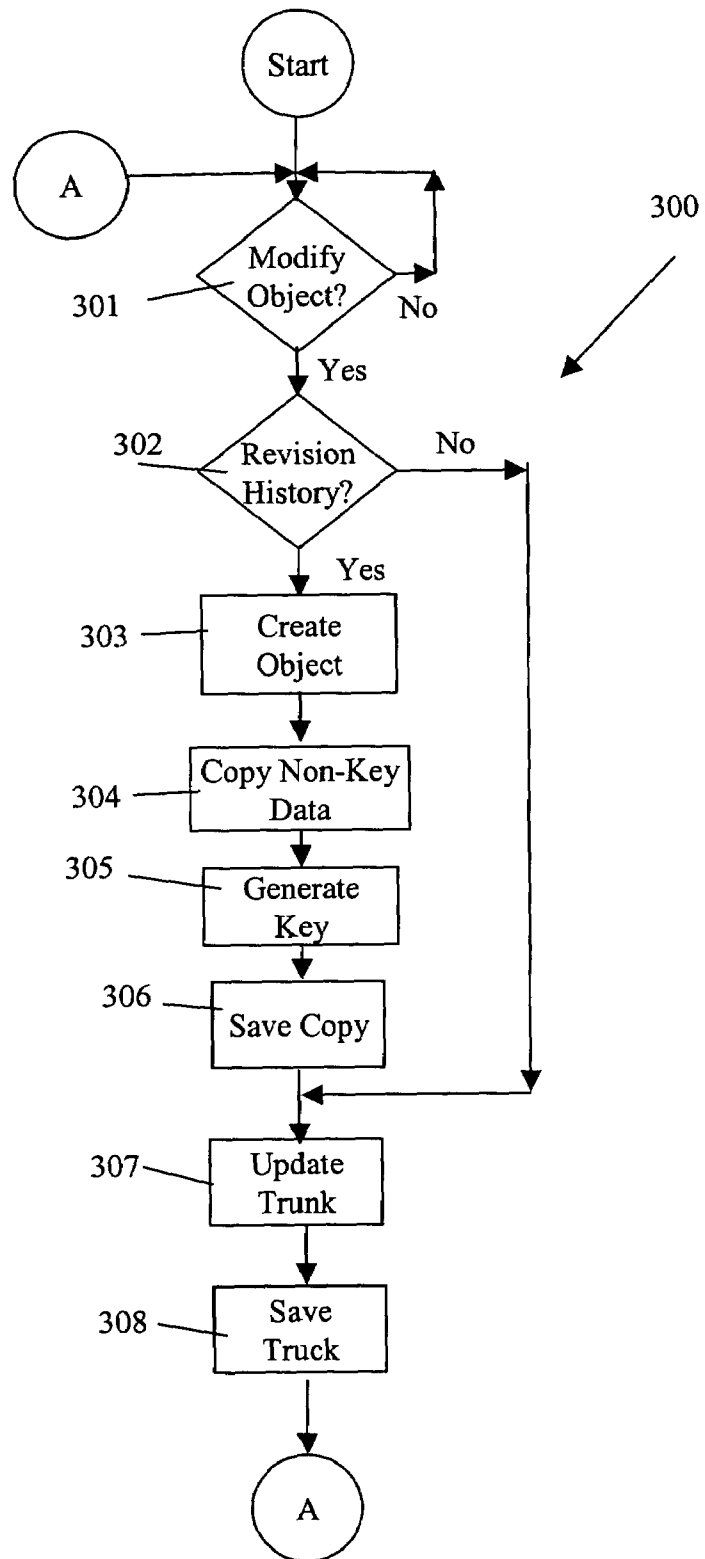 Start
A
300
Modify
Object?
301
No
Yes
302
No
Revision
History?
Yes
303
Create
Object
304
Copy Non-Key
Data
305
Generate
Key
306
Save Copy
307
Update
Trunk
308
Save
Truck
A